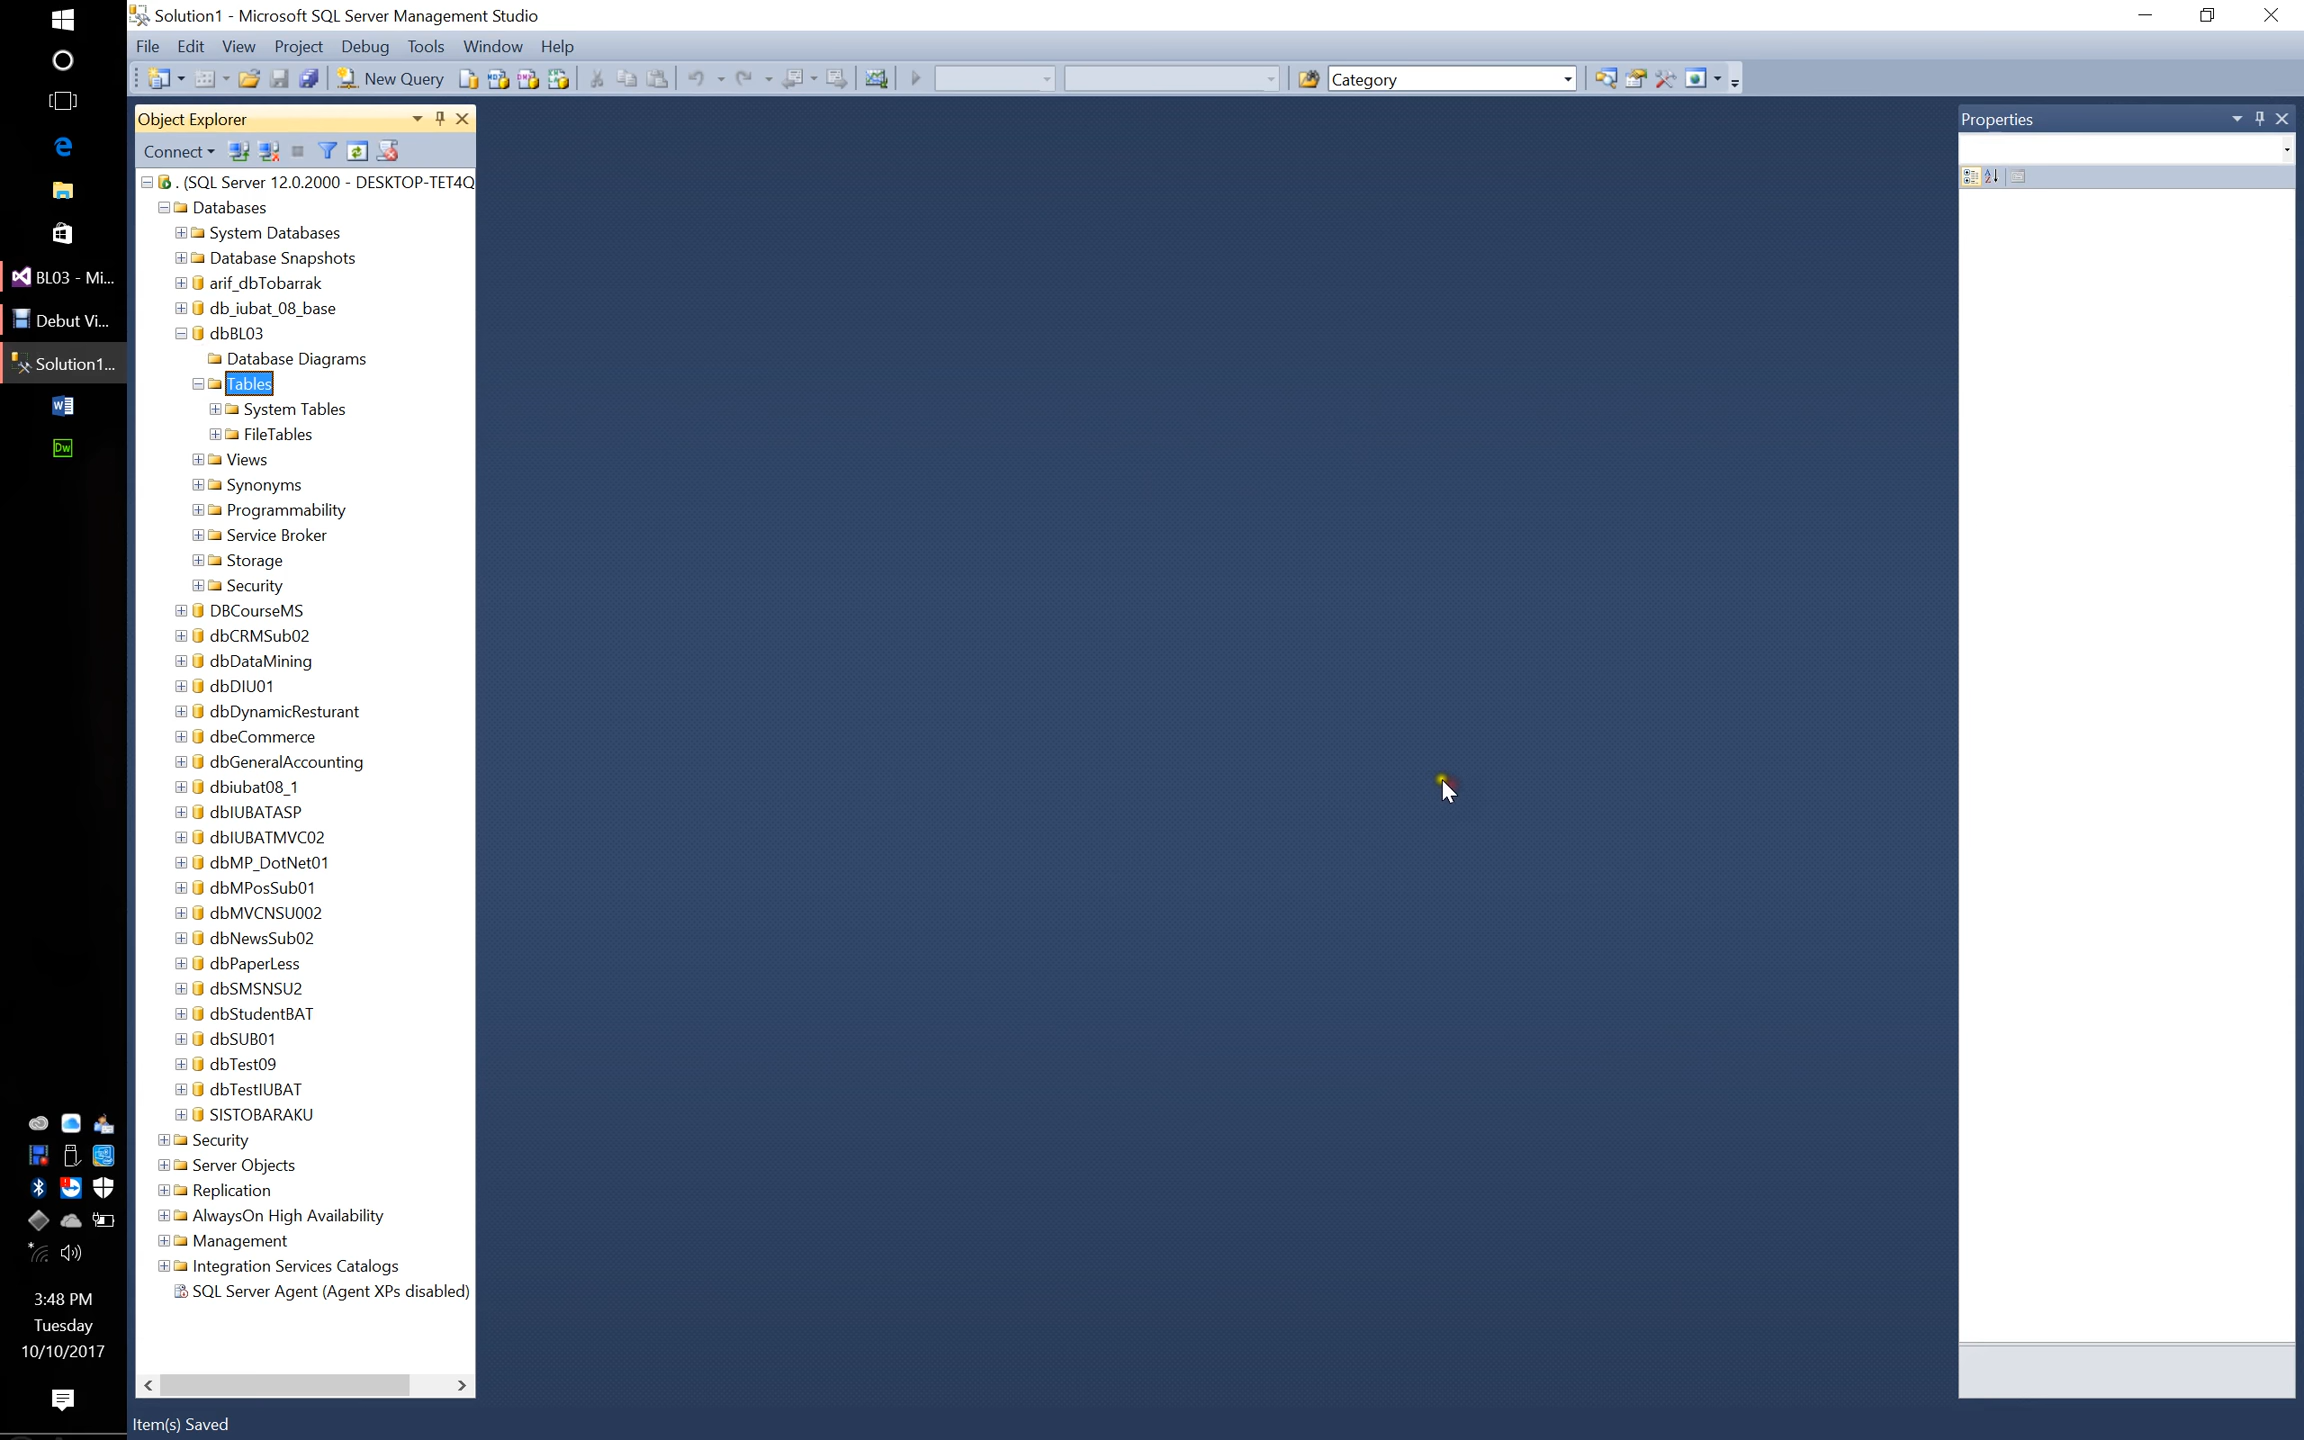 Solution1 - Microsoft SQL Server Management Studio
File Edit View Project Debug Tools Window Help
New Query
Category
Object Explorer
Connect
. (SQL Server 12.0.2000 - DESKTOP-TET4Q
Databases
System Databases
Database Snapshots
arif_dbTobarrak
db_iubat_08_base
dbBL03
Database Diagrams
Tables
System Tables
FileTables
Views
Synonyms
Programmability
Service Broker
Storage
Security
DBCourseMS
dbCRMSub02
dbDataMining
dbDIU01
dbDynamicResturant
dbeCommerce
dbGeneralAccounting
dbiubat08_1
dbIUBATASP
dbIUBATMVC02
dbMP_DotNet01
dbMPosSub01
dbMVCNSU002
dbNewsSub02
dbPaperLess
dbSMSNSU2
dbStudentBAT
dbSUB01
dbTest09
dbTestIUBAT
SISTOBARAKU
Security
Server Objects
Replication
AlwaysOn High Availability
Management
Integration Services Catalogs
SQL Server Agent (Agent XPs disabled)
Properties
BL03 - Mi...
Debut Vi...
Solution1...
Dw
3:48 PM
Tuesday
10/10/2017
Item(s) Saved